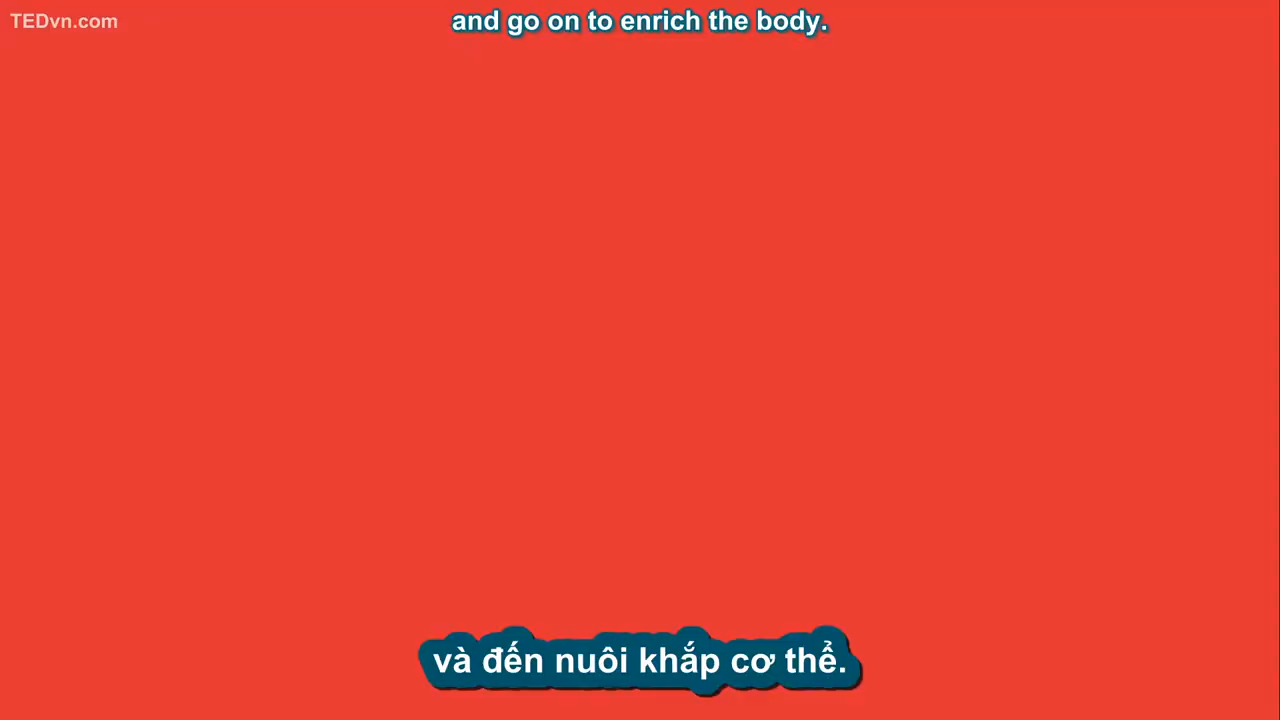 TEDvn.com
and go on to enrich the body.
và đến nuôi khắp cơ thể.